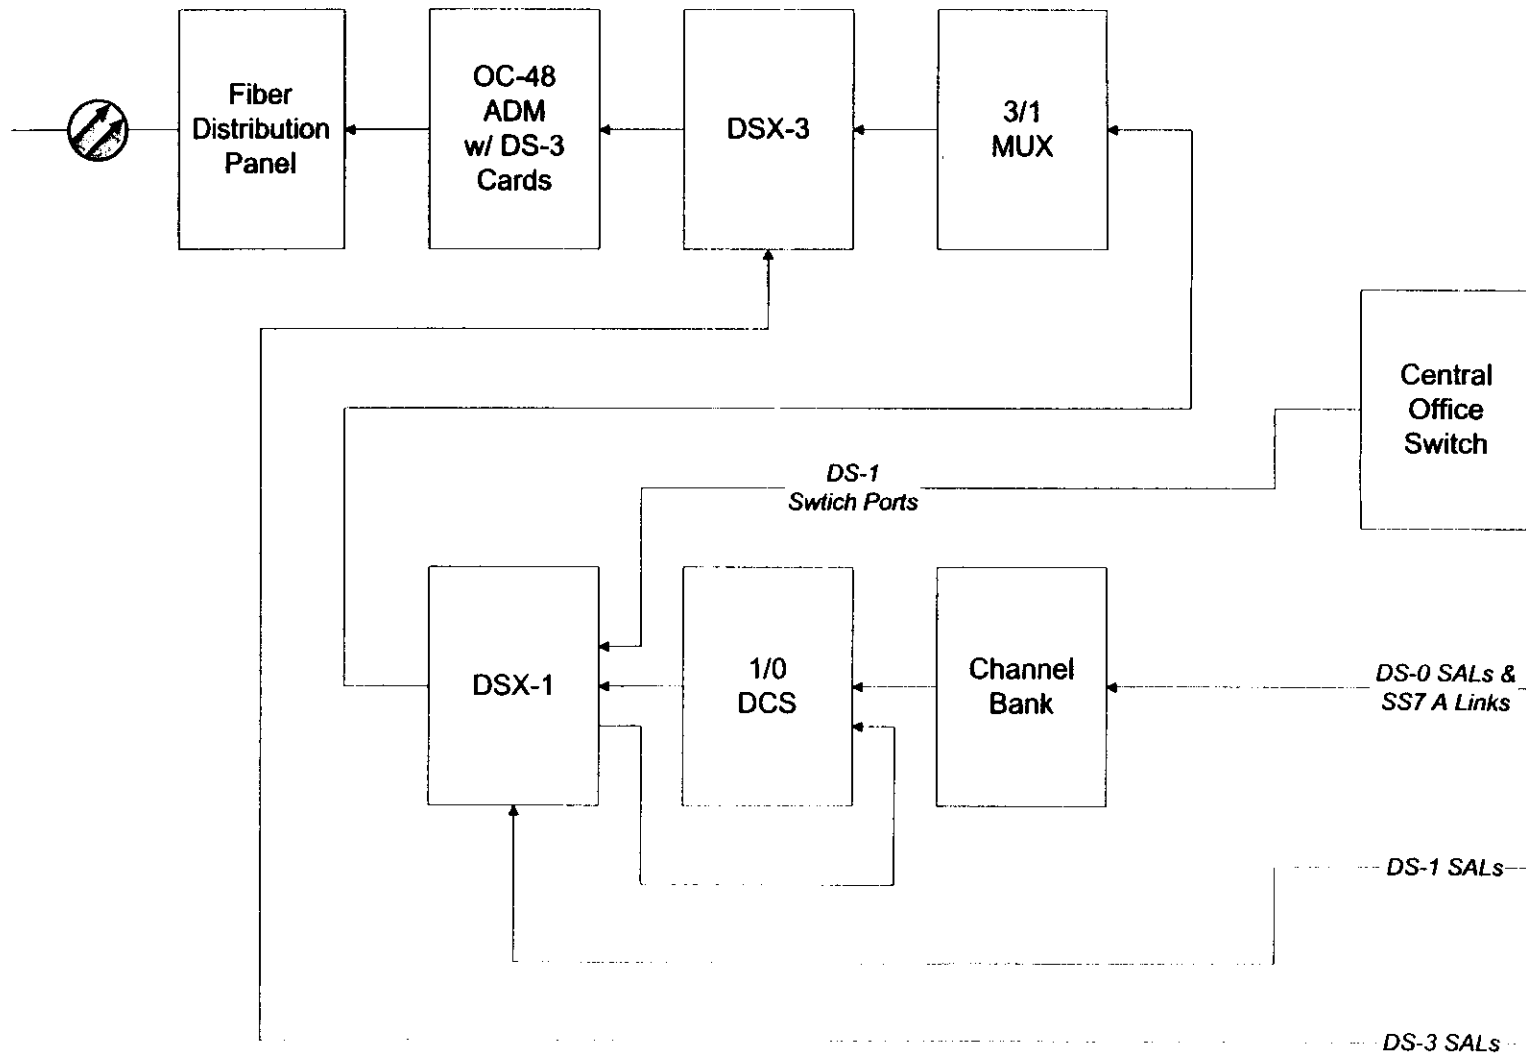 Fiber
Distribution
Panel
OC-48
ADM
w/ DS-3
Cards
DSX-3
3/1
MUX
Central
Office
Switch
DS-1
Swtich Ports
DSX-1
1/0
DCS
Channel
Bank
DS-0 SALs &
SS7 A Links
DS-1 SALs
DS-3 SALs